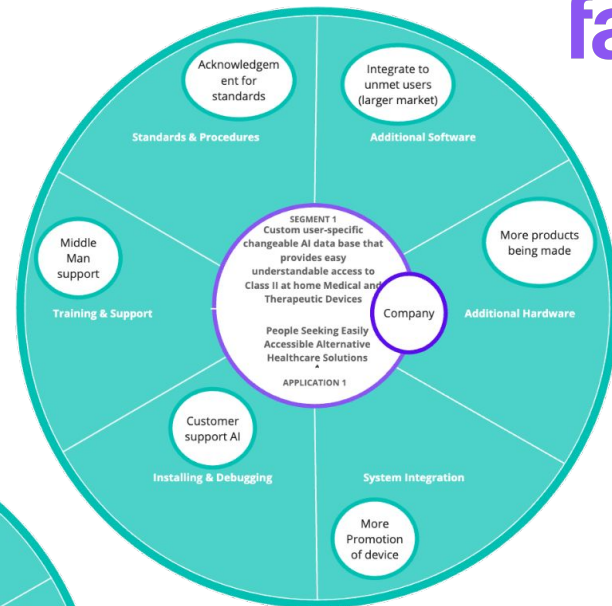 fa
Acknowledgem
ent for
standards
Integrate to
unmet users
(larger market)
Standards & Procedures
Additional Software
Middle
Man
support
Training & Support
SEGMENT 1
Custom user-specific
changeable AI data base that
provides easy
understandable access to
Class II at home Medical and
Therapeutic Devices
People Seeking Easily
Accessible Alternative
Healthcare Solutions
APPLICATION 1
Company
More products
being made
Additional Hardware
Customer
support AI
Installing & Debugging
System Integration
More
Promotion
of device